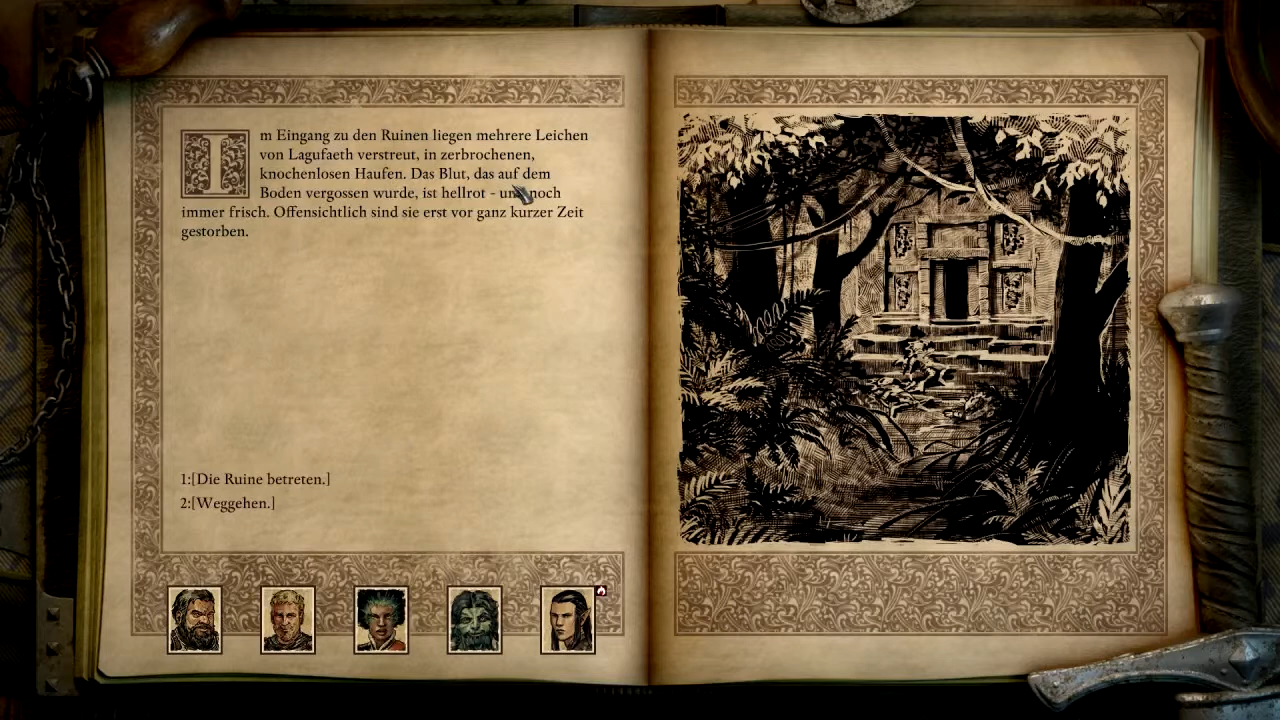 Im Eingang zu den Ruinen liegen mehrere Leichen
von Lagufaeth verstreut, in zerbrochenen,
knochenlosen Haufen. Das Blut, das auf dem
Boden vergossen wurde, ist hellrot - und noch
immer frisch. Offensichtlich sind sie erst vor ganz kurzer Zeit
gestorben.
1:[Die Ruine betreten.]
2:[Weggehen.]